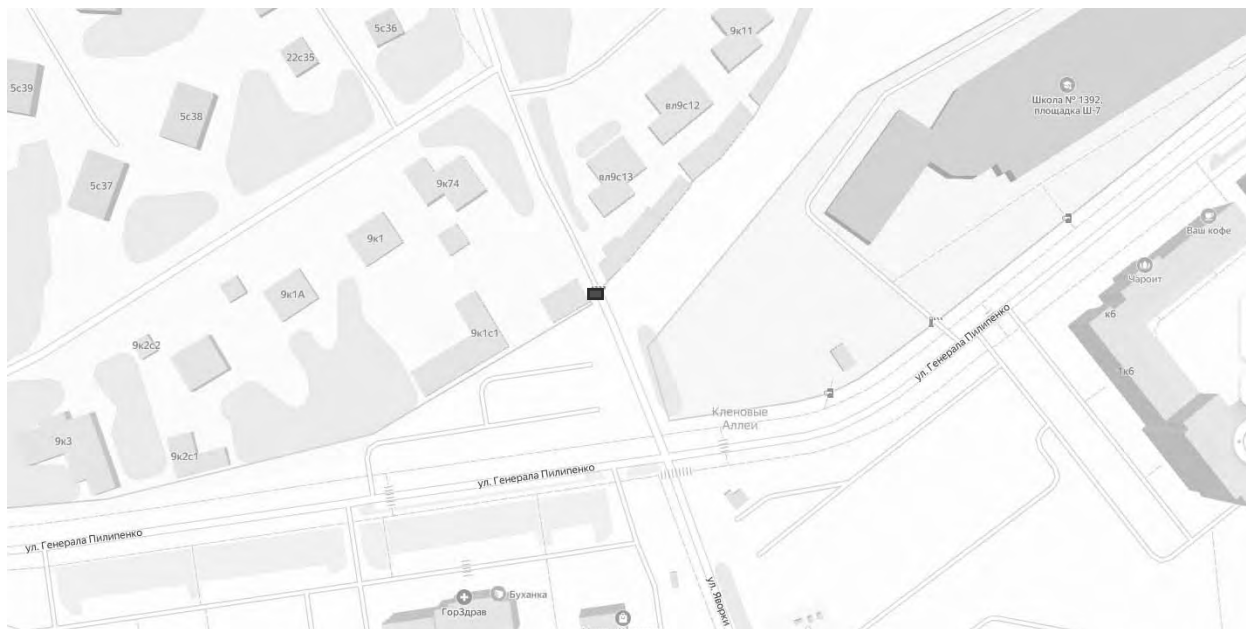 5с36
9к11
22с35
5с39
Школа № 1392,
площадка Ш-7
5с38
вл9с12
5с37
9к74
вл9с13
9к1
Ваш кофе
Чароит
9к1А
к6
ул. Генерала Пилипенко
9к1с1
9к2с2
1к6
Кленовые
Аллеи
9к3
9к2с1
ул. Генерала Пилипенко
ул. Генерала Пилипенко
ул. Яворки
Буханка
ГорЗдрав